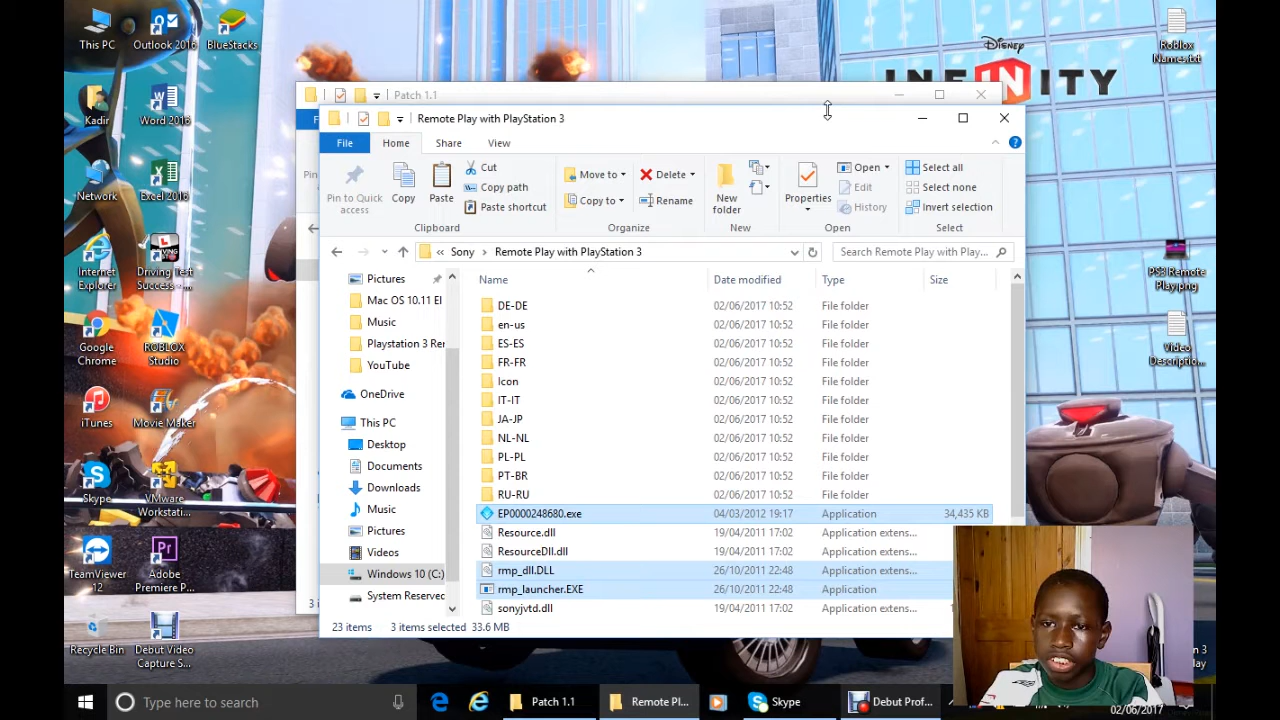 This PC
Outlook 2016
BlueStacks
Kadir
Word 2016
Network
Excel 2016
Internet Explorer
Driving Test Success -...
Google Chrome
ROBLOX Studio
iTunes
Movie Maker
Skype
VMware Workstati...
TeamViewer 12
Adobe Premiere P...
Recycle Bin
Debut Video Capture S...
DISNEY
INFINITY
Roblox Names.txt
PS3 Remote Play.png
Video Descriptio...
Patch 1.1
Remote Play with PlayStation 3
File
Home
Share
View
Pin to Quick access
Copy
Paste
Cut
Copy path
Paste shortcut
Clipboard
Move to
Copy to
Delete
Rename
Organize
New folder
New
Properties
Open
Edit
History
Open
Select all
Select none
Invert selection
Select
« Sony › Remote Play with PlayStation 3
Search Remote Play with Play...
Pictures
Mac OS 10.11 El
Music
Playstation 3 Rer
YouTube
OneDrive
This PC
Desktop
Documents
Downloads
Music
Pictures
Videos
Windows 10 (C:)
System Reserved
Name Date modified Type Size
DE-DE 02/06/2017 10:52 File folder
en-us 02/06/2017 10:52 File folder
ES-ES 02/06/2017 10:52 File folder
FR-FR 02/06/2017 10:52 File folder
Icon 02/06/2017 10:52 File folder
IT-IT 02/06/2017 10:52 File folder
JA-JP 02/06/2017 10:52 File folder
NL-NL 02/06/2017 10:52 File folder
PL-PL 02/06/2017 10:52 File folder
PT-BR 02/06/2017 10:52 File folder
RU-RU 02/06/2017 10:52 File folder
EP0000248680.exe 04/03/2012 19:17 Application 34,435 KB
Resource.dll 19/04/2011 17:02 Application extens...
ResourceDll.dll 19/04/2011 17:02 Application extens...
rmp_dll.DLL 26/10/2011 22:48 Application extens...
rmp_launcher.EXE 26/10/2011 22:48 Application
sonyjvtd.dll 19/04/2011 17:02 Application extens...
23 items 3 items selected 33.6 MB
Type here to search
Patch 1.1
Remote Pl...
Skype
Debut Prof...
02/06/2017